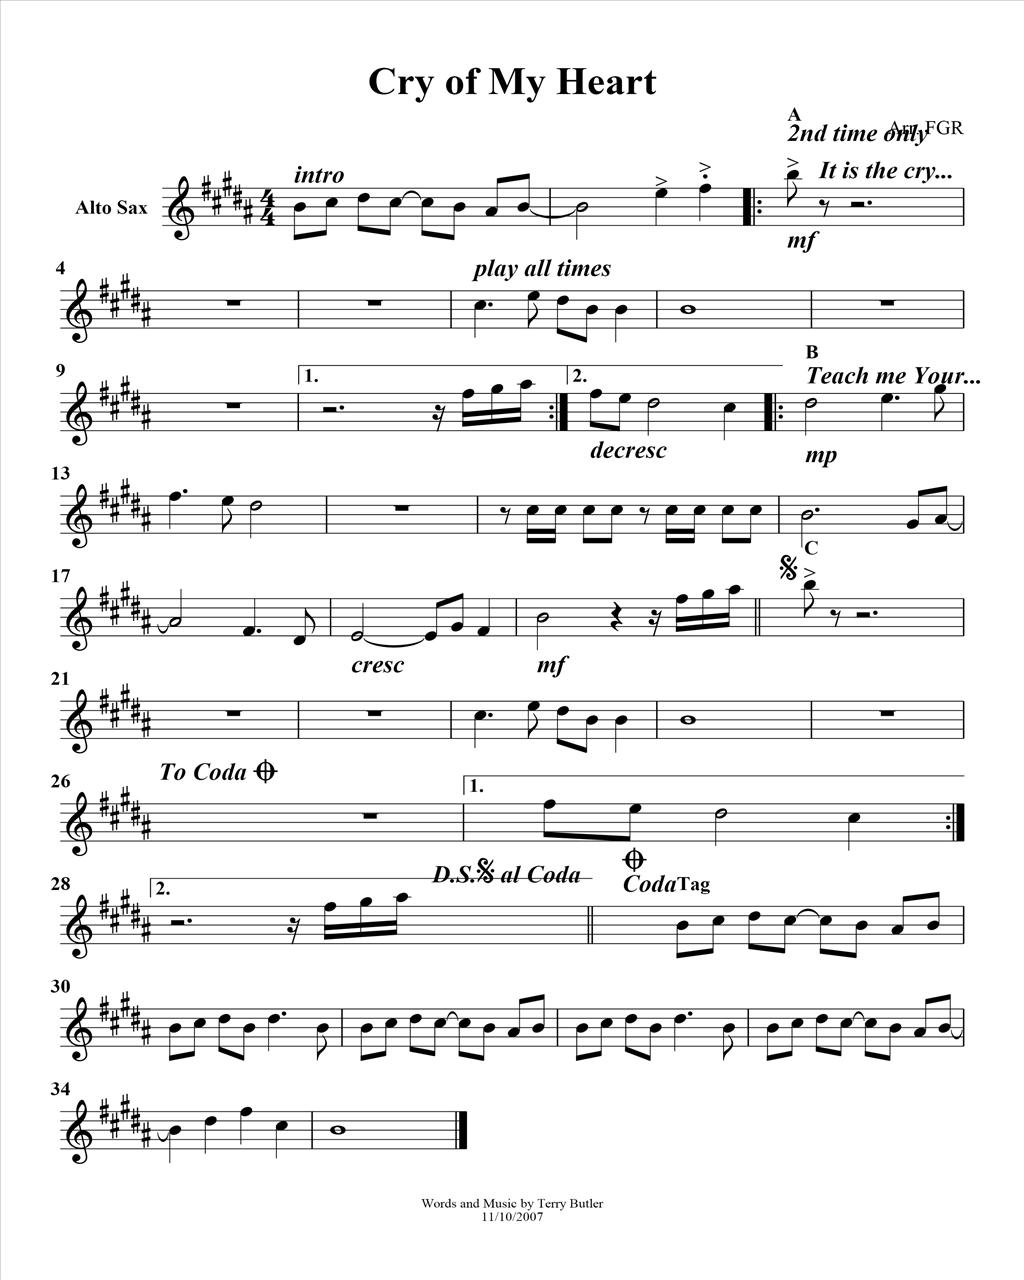 Cry of My Heart
A
2nd time only
Arr. FGR
intro
It is the cry...
Alto Sax
4
4
mf
4
play all times
9
1.
2.
B
Teach me Your...
decresc
mp
13
17
C
cresc
mf
21
26
To Coda
1.
28
2.
D.S. al Coda
Coda Tag
30
34
Words and Music by Terry Butler
11/10/2007